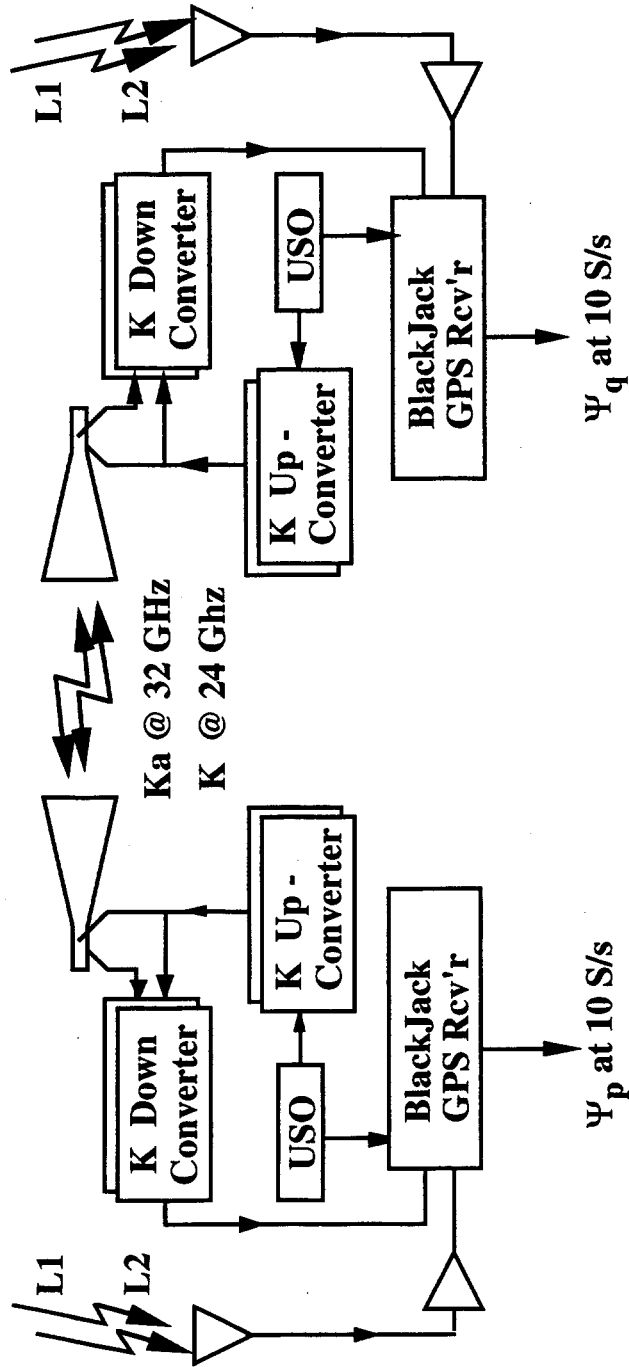 L1
L2
K Down
Converter
USO
K Up -
Converter
BlackJack
GPS Rcv'r
Ψp at 10 S/s
Ka @ 32 GHz
K @ 24 Ghz
L1
L2
K Down
Converter
USO
K Up -
Converter
BlackJack
GPS Rcv'r
Ψq at 10 S/s